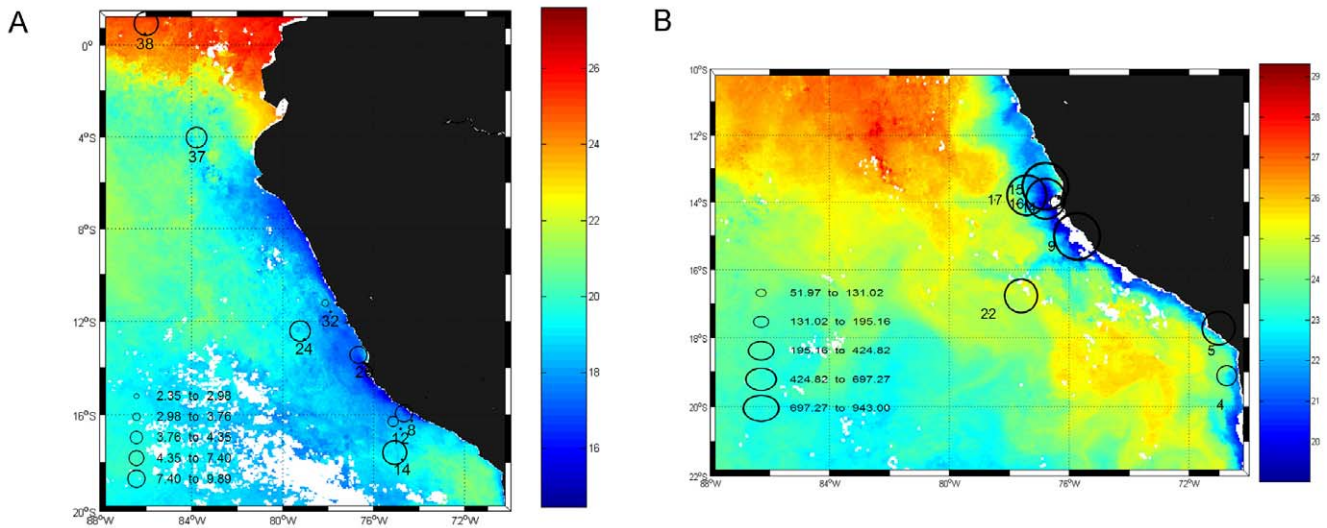 A
B
38
0°
37
4°S
8°S
12°S
32
24
16°S
8
12
14
20°S
2.35 to 2.98
2.98 to 3.76
3.76 to 4.35
4.35 to 7.40
7.40 to 9.89
88°W 84°W 80°W 76°W 72°W
26
24
22
20
18
16
10°S
12°S
14°S
16°S
18°S
20°S
22°S
17
15
16
9
22
5
4
51.97 to 131.02
131.02 to 195.16
195.16 to 424.82
424.82 to 697.27
697.27 to 943.00
88°W 84°W 80°W 76°W 72°W
29
28
27
26
25
24
23
22
21
20